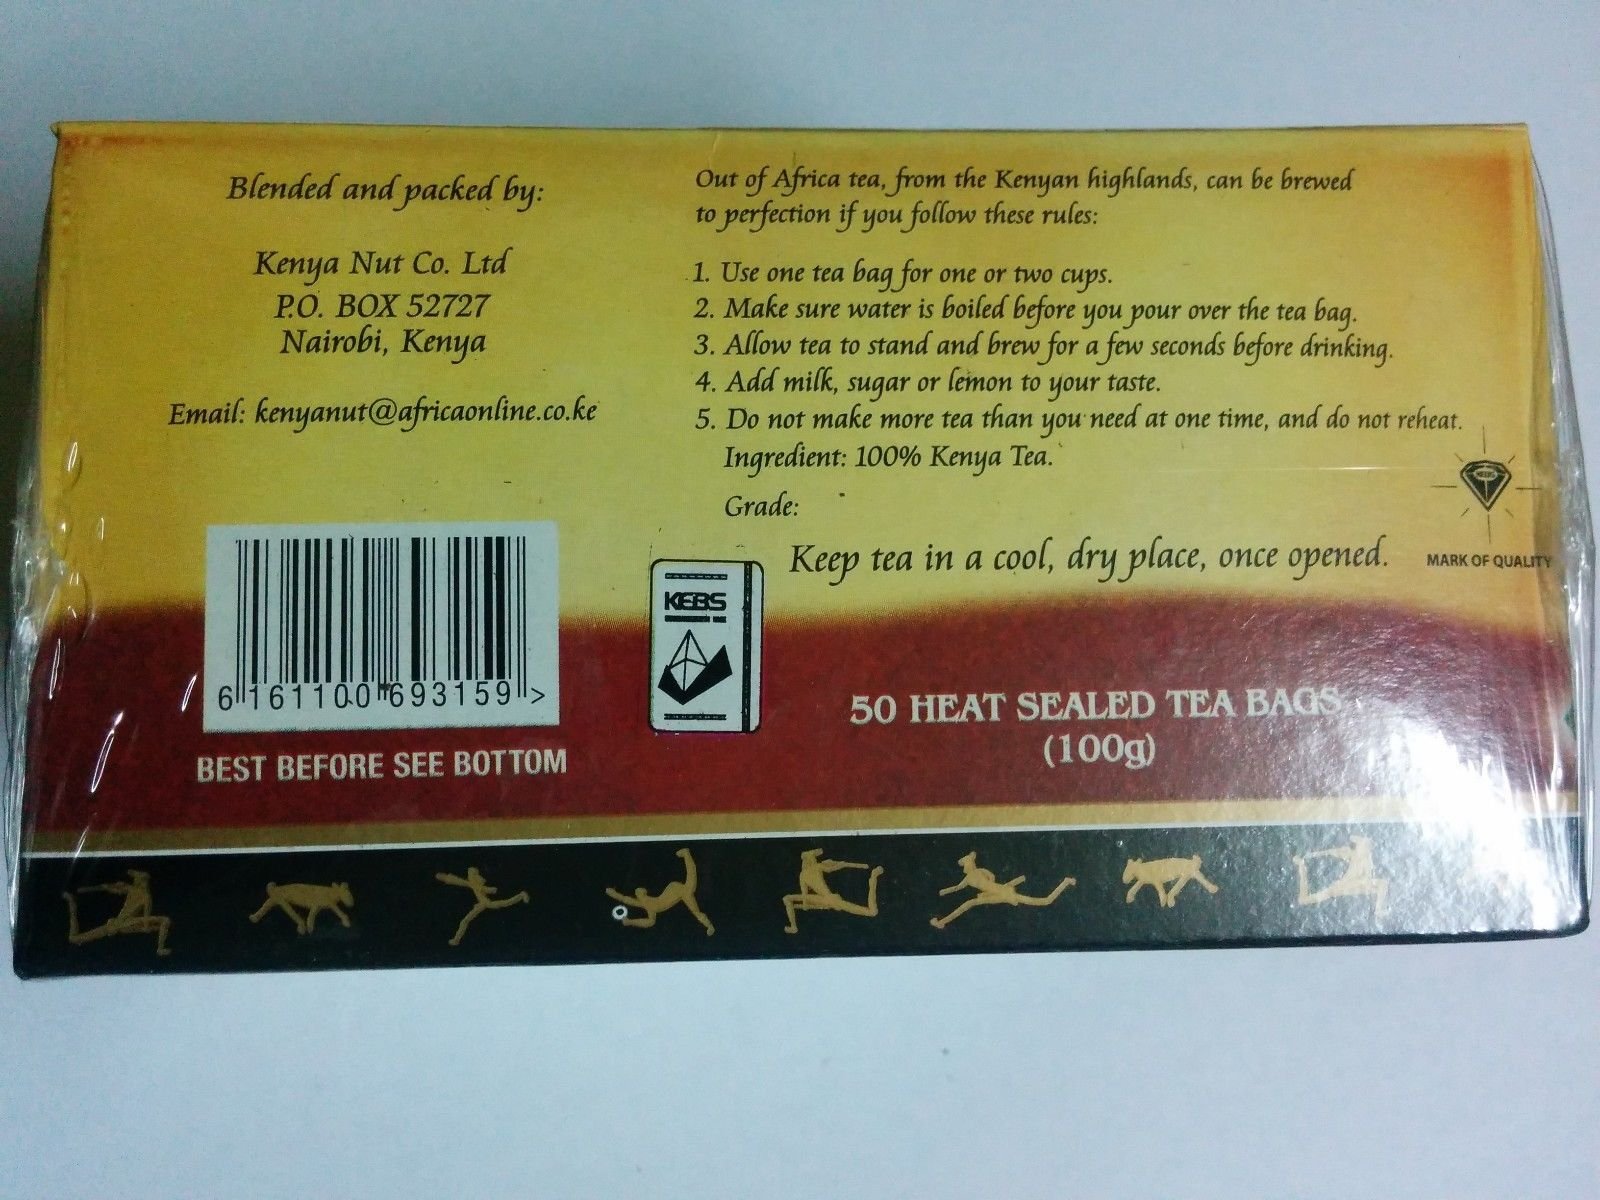 Blended and packed by:
Kenya Nut Co. Ltd
P.O. BOX 52727
Nairobi, Kenya
Email: kenyanut@africaonline.co.ke
Out of Africa tea, from the Kenyan highlands, can be brewed
to perfection if you follow these rules:
1. Use one tea bag for one or two cups.
2. Make sure water is boiled before you pour over the tea bag.
3. Allow tea to stand and brew for a few seconds before drinking.
4. Add milk, sugar or lemon to your taste.
5. Do not make more tea than you need at one time, and do not reheat.
Ingredient: 100% Kenya Tea.
Grade:
Keep tea in a cool, dry place, once opened.
KEBS
MARK OF QUALITY
6 161100 693159 >
BEST BEFORE SEE BOTTOM
KEBS
50 HEAT SEALED TEA BAGS
(100g)